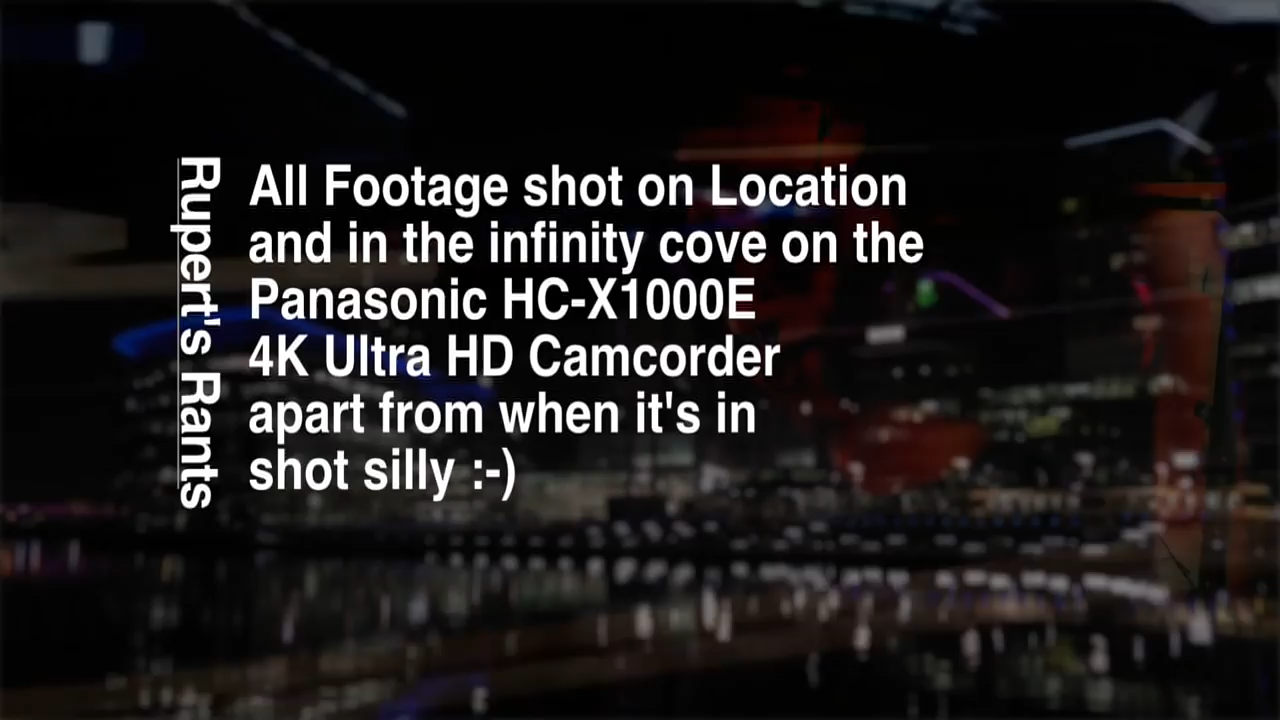 Rupert's Rants
All Footage shot on Location
and in the infinity cove on the
Panasonic HC-X1000E
4K Ultra HD Camcorder
apart from when it's in
shot silly :-)